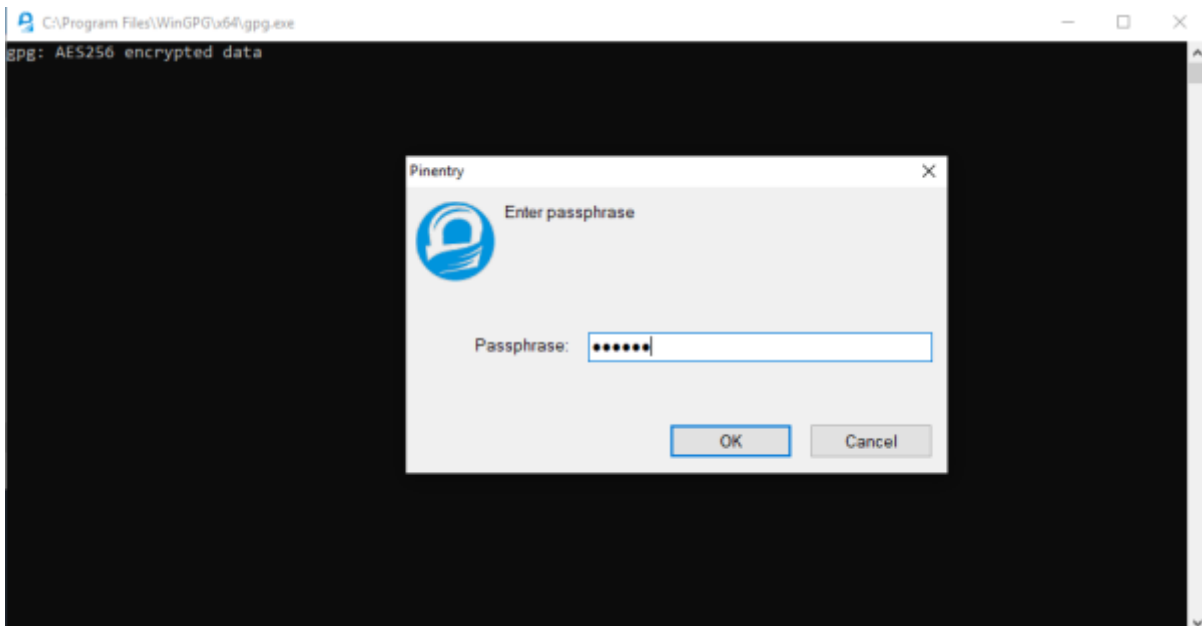 C:\Program Files\WinGPG\x64\gpg.exe
gpg: AES256 encrypted data
Pinentry
Enter passphrase
Passphrase: ●●●●●●
OK Cancel